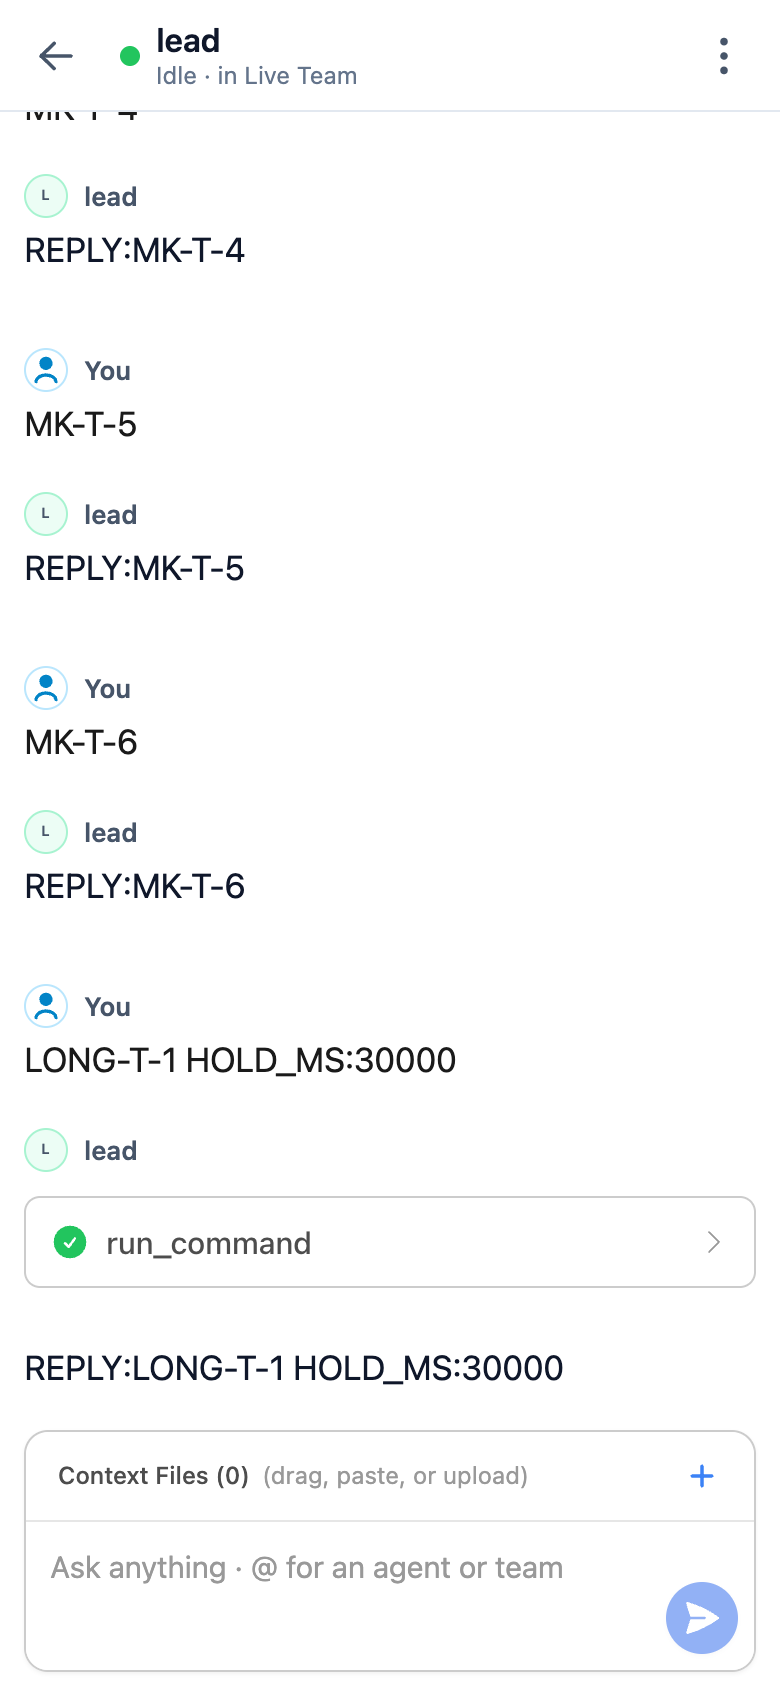 lead
Idle · in Live Team
MK-T-4
L lead
REPLY:MK-T-4
You
MK-T-5
L lead
REPLY:MK-T-5
You
MK-T-6
L lead
REPLY:MK-T-6
You
LONG-T-1 HOLD_MS:30000
L lead
run_command
REPLY:LONG-T-1 HOLD_MS:30000
Context Files (0) (drag, paste, or upload)
Ask anything · @ for an agent or team